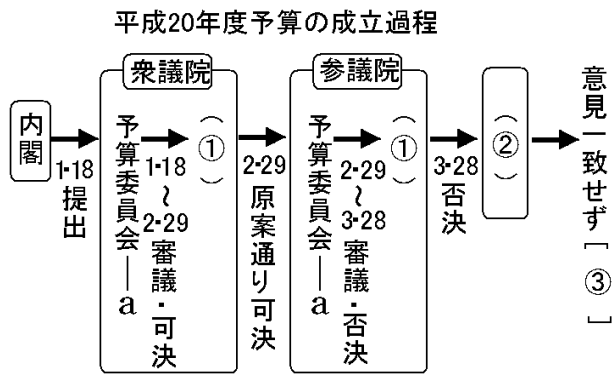 平成20年度予算の成立過程
内閣
1・18
提出
衆議院
予算委員会―a
1・18
〜
2・29
審議・可決
(①)
2・29
原案通り可決
参議院
予算委員会―a
2・29
〜
3・28
審議・否決
(①)
3・28
否決
(②)
意見一致せず[③]